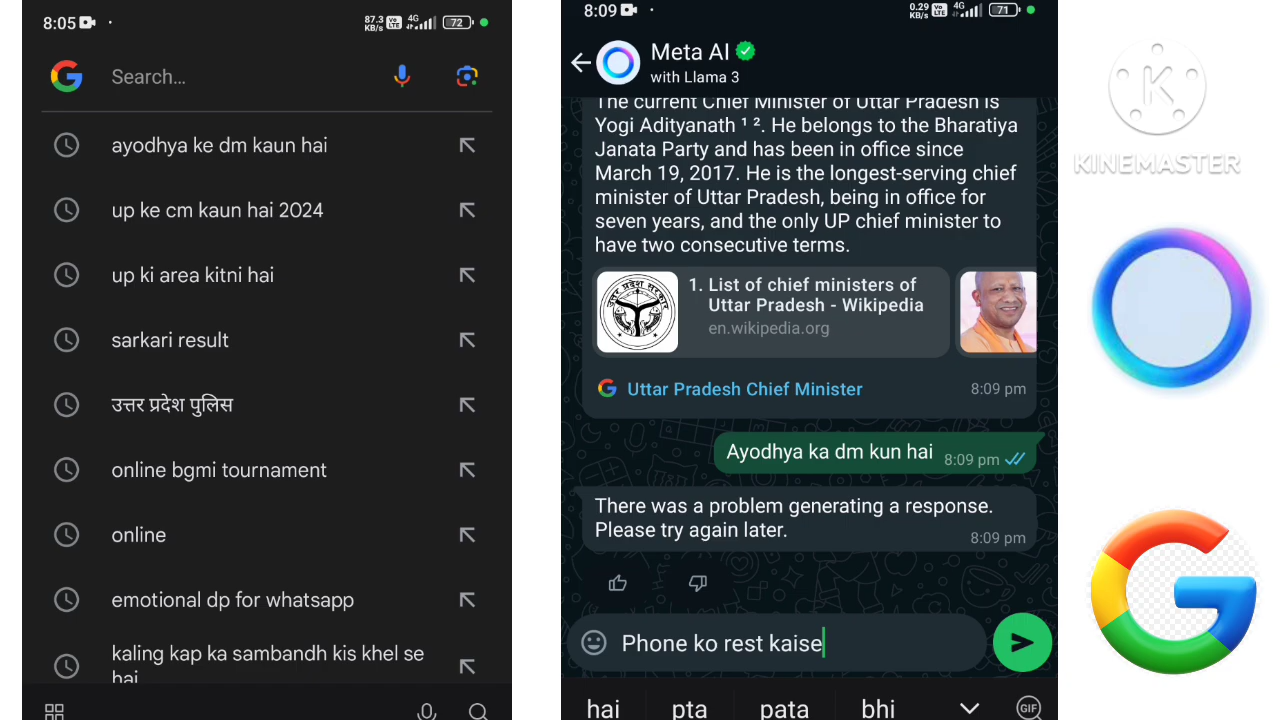 8:05
87.3 KB/s Vo LTE 4G 72
Search...
ayodhya ke dm kaun hai
up ke cm kaun hai 2024
up ki area kitni hai
sarkari result
उत्तर प्रदेश पुलिस
online bgmi tournament
online
emotional dp for whatsapp
kaling kap ka sambandh kis khel se
hai
8:09
0.29 KB/s Vo LTE 4G 71
Meta AI
with Llama 3
The current Chief Minister of Uttar Pradesh is
Yogi Adityanath ¹ ². He belongs to the Bharatiya
Janata Party and has been in office since
March 19, 2017. He is the longest-serving chief
minister of Uttar Pradesh, being in office for
seven years, and the only UP chief minister to
have two consecutive terms.
1. List of chief ministers of
Uttar Pradesh - Wikipedia
en.wikipedia.org
Uttar Pradesh Chief Minister 8:09 pm
Ayodhya ka dm kun hai 8:09 pm
There was a problem generating a response.
Please try again later.
8:09 pm
Phone ko rest kaise
hai pta pata bhi GIF
K
KINEMASTER